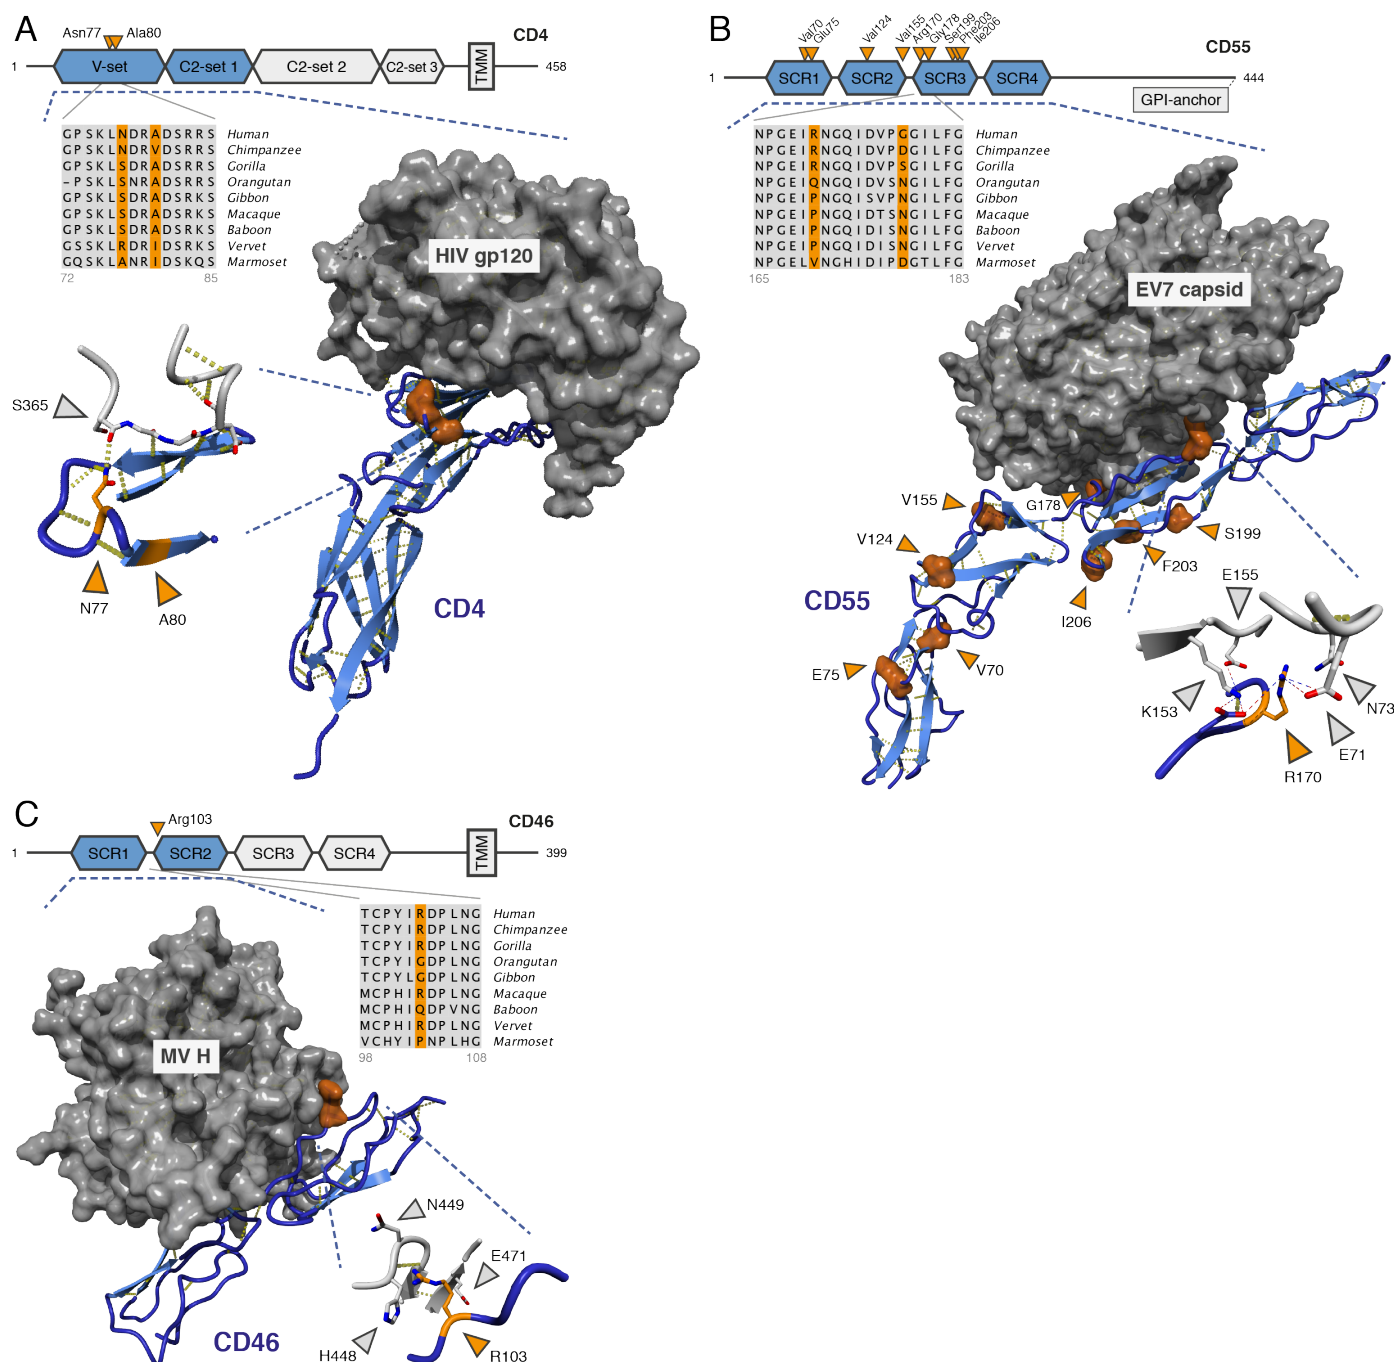 A
Asn77 Ala80
CD4
1 V-set C2-set 1 C2-set 2 C2-set 3 TMM 458
GPSKLNDRADSRRS Human
GPSKLNDRVDSRRS Chimpanzee
GPSKLSDRADSRRS Gorilla
–PSKLSNRADSRRS Orangutan
GPSKLSDRADSRKS Gibbon
GPSKLSDRADSRKS Macaque
GPSKLSDRADSRKS Baboon
GSSKLRDRIDSRKS Vervet
GQSKLANRIDSKQS Marmoset
72 85
HIV gp120
S365
N77
A80
CD4
B
Val70 Glu75 Val124 Val155 Arg170 Gly178 Ser199 Phe203 Ile206
CD55
1 SCR1 SCR2 SCR3 SCR4 444
GPI-anchor
NPGEIRNGQIDVPGGILFG Human
NPGEIRNGQIDVPDGILFG Chimpanzee
NPGEIRNGQIDVPSGILFG Gorilla
NPGEIQNGQIDVSNGILFG Orangutan
NPGEIPNGQISVPNGILFG Gibbon
NPGEIPNGQIDTSNGILFG Macaque
NPGEIPNGQIDISNGILFG Baboon
NPGEIPNGQIDISNGILFG Vervet
NPGELVNGHIDIPDGTLFG Marmoset
165 183
EV7 capsid
V155
G178
V124
S199
F203
CD55
I206
E75
V70
E155
K153
N73
E71
R170
C
Arg103
CD46
1 SCR1 SCR2 SCR3 SCR4 TMM 399
TCPYIRDPLNG Human
TCPYIRDPLNG Chimpanzee
TCPYIRDPLNG Gorilla
TCPYIGDPLNG Orangutan
TCPYLGDPLNG Gibbon
MCPHIRDPLNG Macaque
MCPHIQDPVNG Baboon
MCPHIRDPLNG Vervet
VCHYIPNPLHG Marmoset
98 108
MV H
N449
E471
CD46
H448
R103